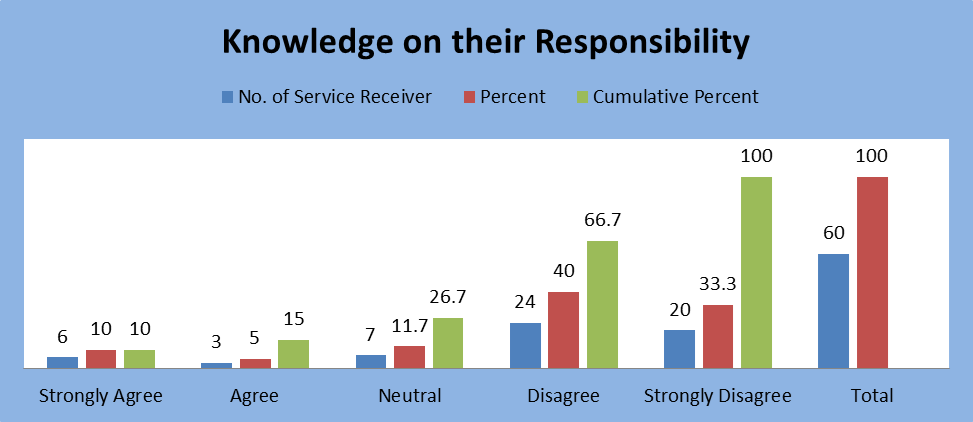 Knowledge on their Responsibility
No. of Service Receiver Percent Cumulative Percent
6 10 10 3 5 15 7 11.7 26.7 24 40 66.7 20 33.3 100 60 100
Strongly Agree Agree Neutral Disagree Strongly Disagree Total